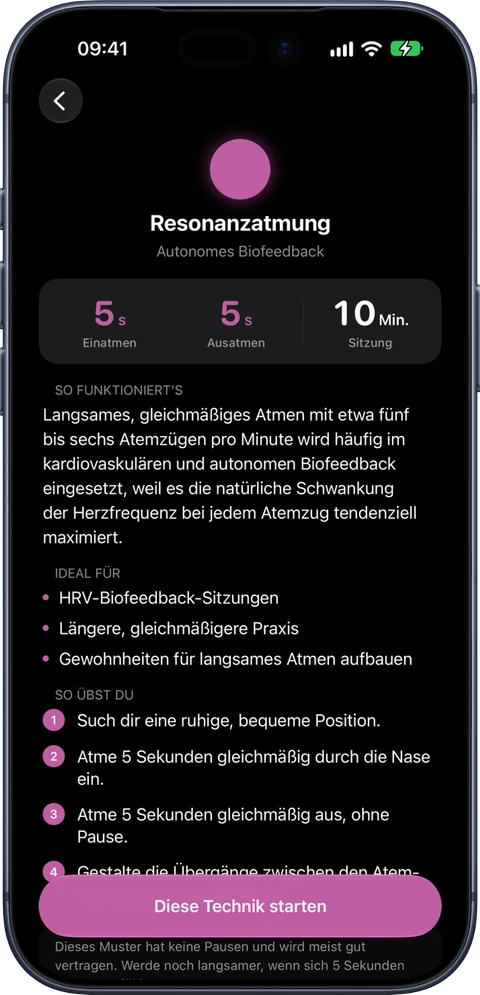 09:41
Resonanzatmung
Autonomes Biofeedback
5 s
Einatmen
5 s
Ausatmen
10 Min.
Sitzung
SO FUNKTIONIERT'S
Langsames, gleichmäßiges Atmen mit etwa fünf
bis sechs Atemzügen pro Minute wird häufig im
kardiovaskulären und autonomen Biofeedback
eingesetzt, weil es die natürliche Schwankung
der Herzfrequenz bei jedem Atemzug tendenziell
maximiert.
IDEAL FÜR
• HRV-Biofeedback-Sitzungen
• Längere, gleichmäßigere Praxis
• Gewohnheiten für langsames Atmen aufbauen
SO ÜBST DU
1 Such dir eine ruhige, bequeme Position.
2 Atme 5 Sekunden gleichmäßig durch die Nase
ein.
3 Atme 5 Sekunden gleichmäßig aus, ohne
Pause.
4 Gestalte die Übergänge zwischen den Atem-
Diese Technik starten
Dieses Muster hat keine Pausen und wird meist gut
vertragen. Werde noch langsamer, wenn sich 5 Sekunden